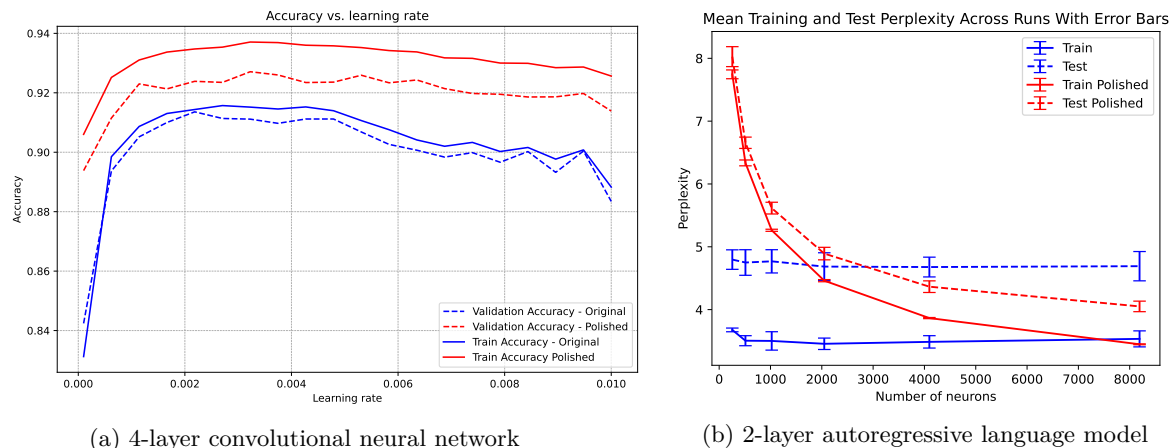 Accuracy vs. learning rate
0.94
0.92
0.90
0.88
0.86
0.84
Accuracy
0.000
0.002
0.004
0.006
0.008
0.010
Learning rate
Validation Accuracy - Original
Validation Accuracy - Polished
Train Accuracy - Original
Train Accuracy Polished
(a) 4-layer convolutional neural network
Mean Training and Test Perplexity Across Runs With Error Bars
8
7
6
5
4
Perplexity
0
1000
2000
3000
4000
5000
6000
7000
8000
Number of neurons
Train
Test
Train Polished
Test Polished
(b) 2-layer autoregressive language model